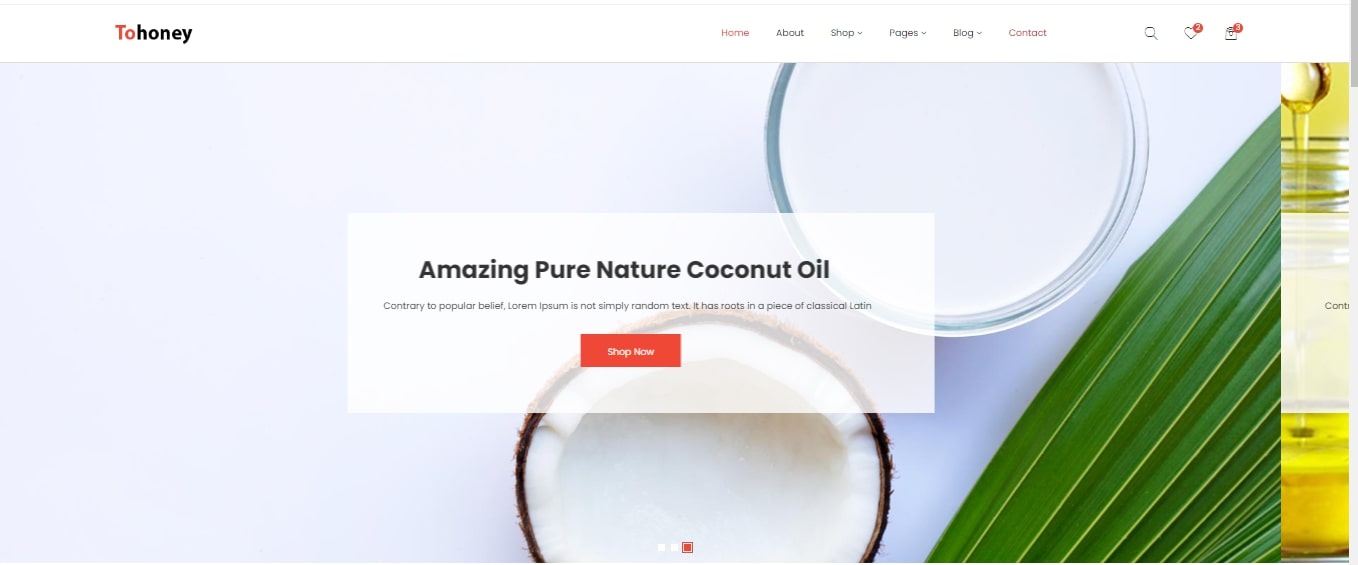 Tohoney
Home About Shop Pages Blog Contact
2 3
Amazing Pure Nature Coconut Oil
Contrary to popular belief, Lorem Ipsum is not simply random text. It has roots in a piece of classical Latin
Shop Now